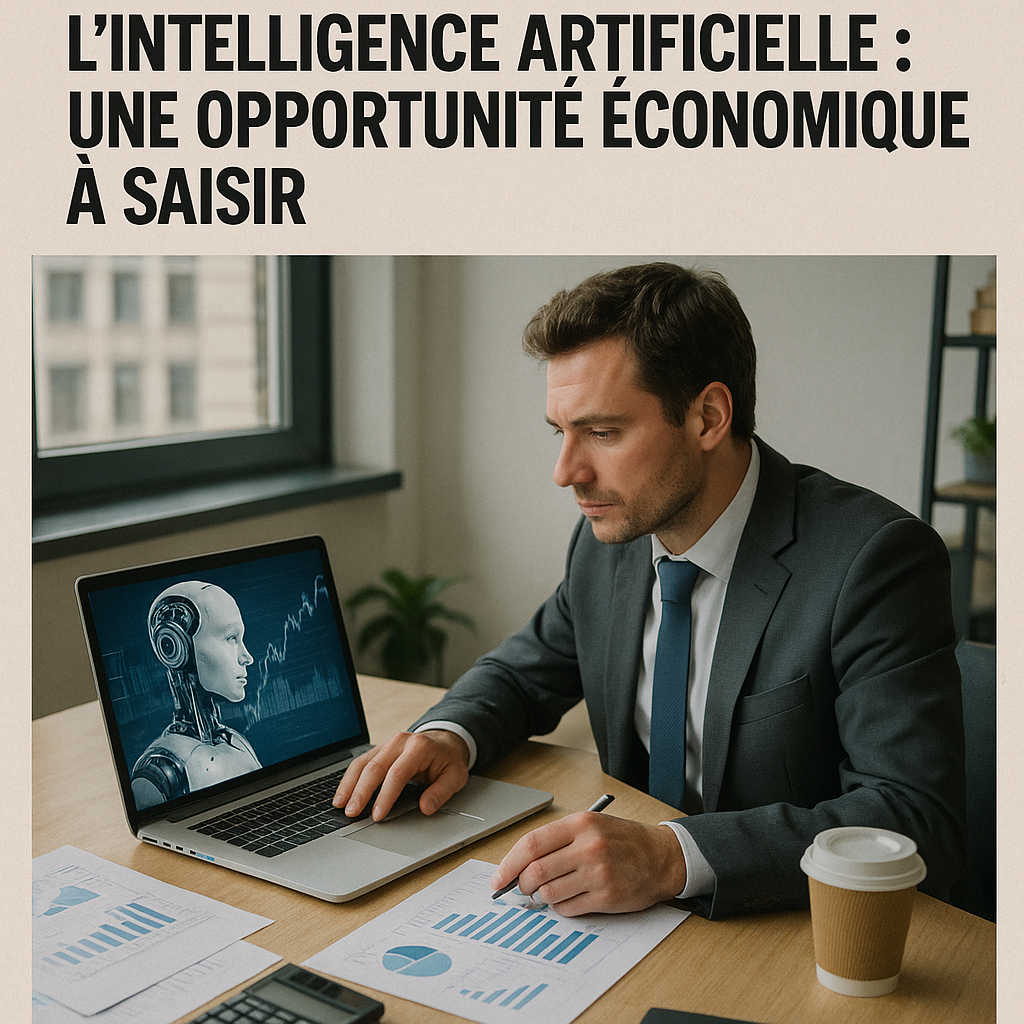 L'INTELLIGENCE ARTIFICIELLE :
UNE OPPORTUNITÉ ÉCONOMIQUE
À SAISIR